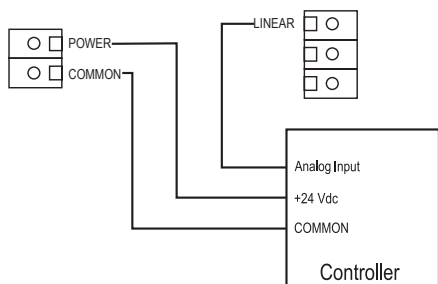 POWER
LINEAR
COMMON
Analog Input
+24 Vdc
COMMON
Controller